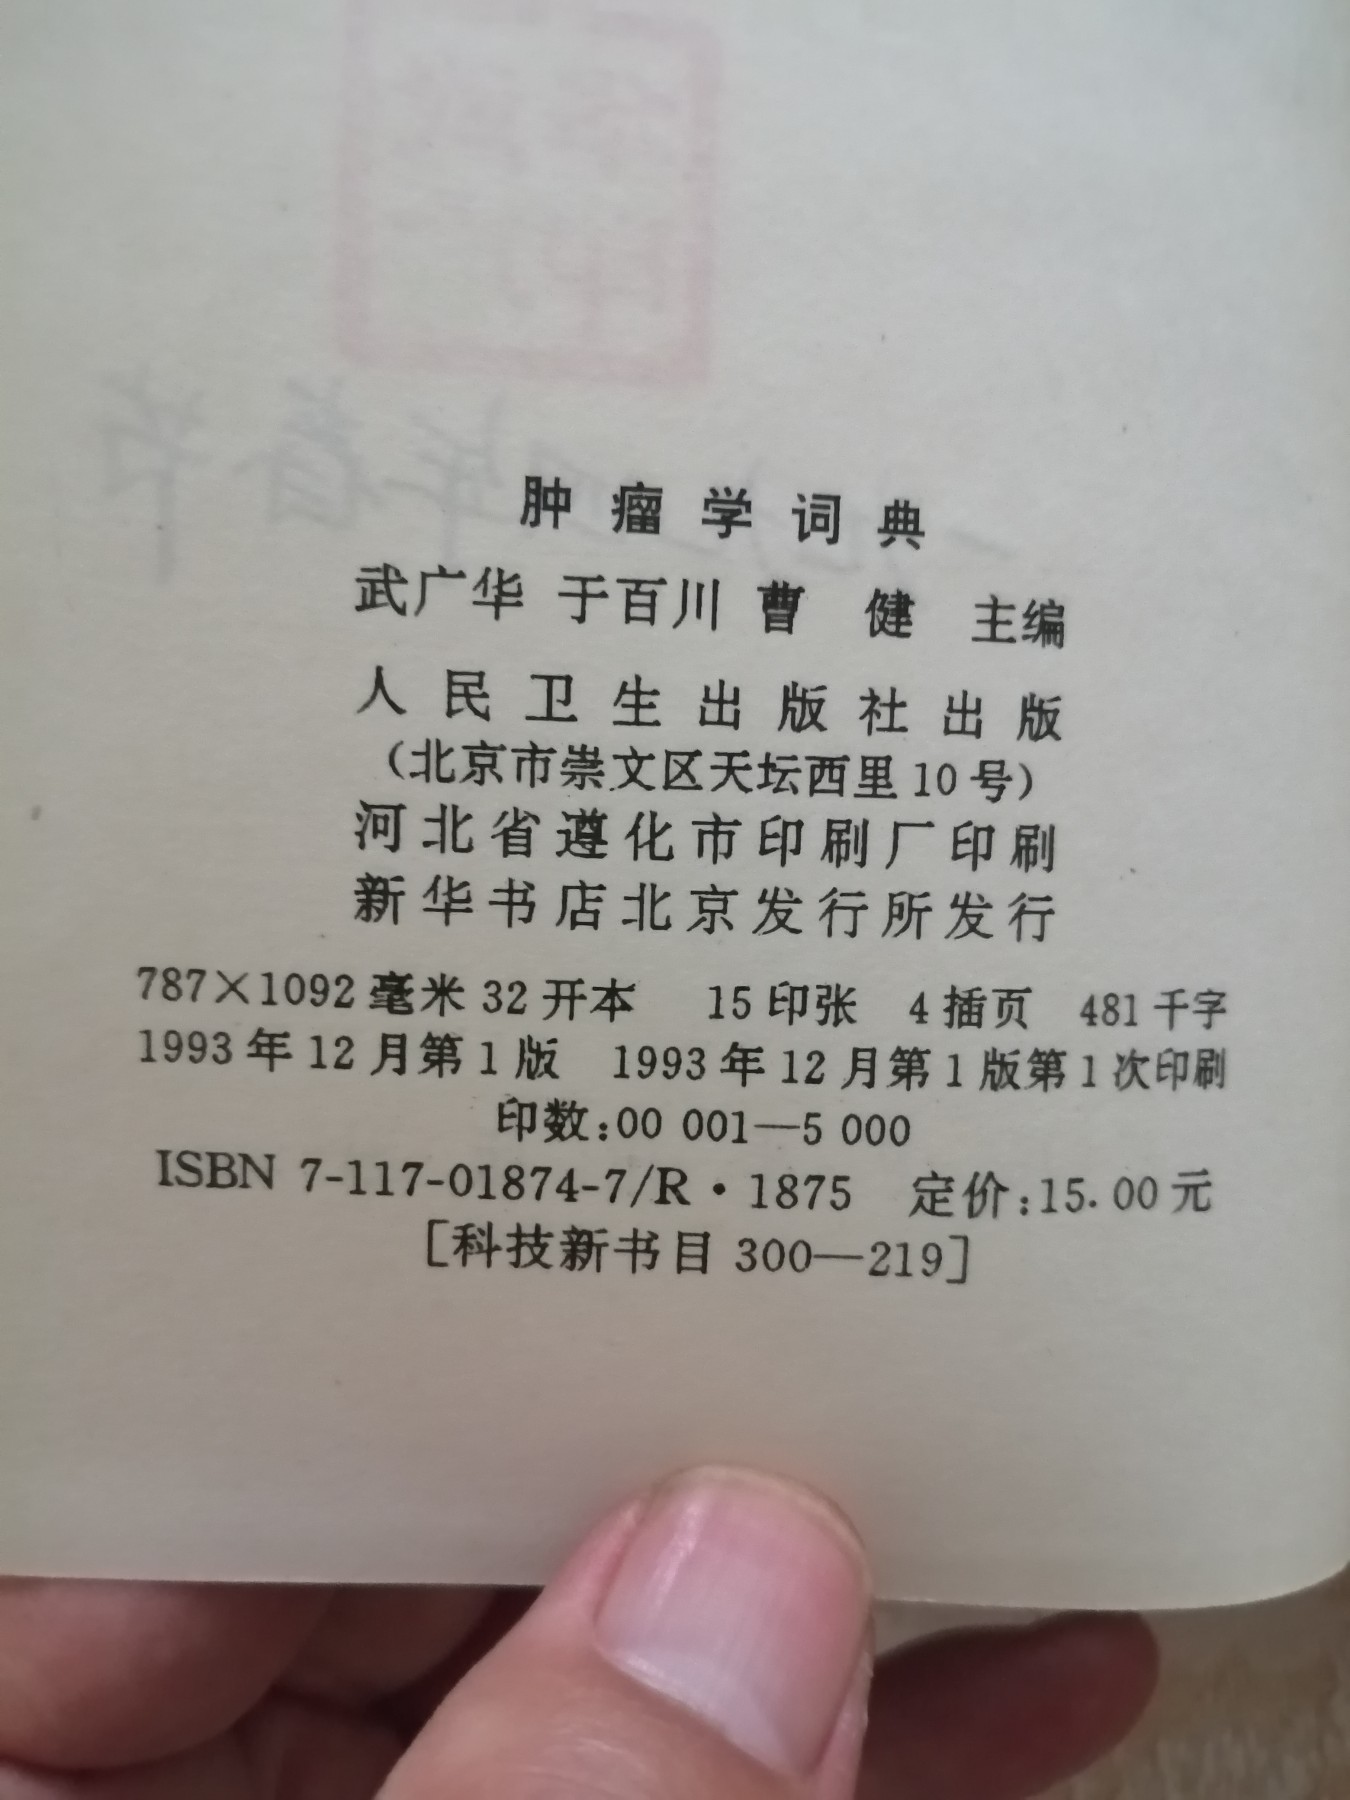 肿瘤学词典
武广华 于百川 曹 健 主编
人民卫生出版社出版
（北京市崇文区天坛西里10号）
河北省遵化市印刷厂印刷
新华书店北京发行所发行
787×1092毫米32开本 15印张 4插页 481千字
1993年12月第1版 1993年12月第1版第1次印刷
印数:00 001—5 000
ISBN 7-117-01874-7/R·1875 定价:15.00元
[科技新书目300—219]